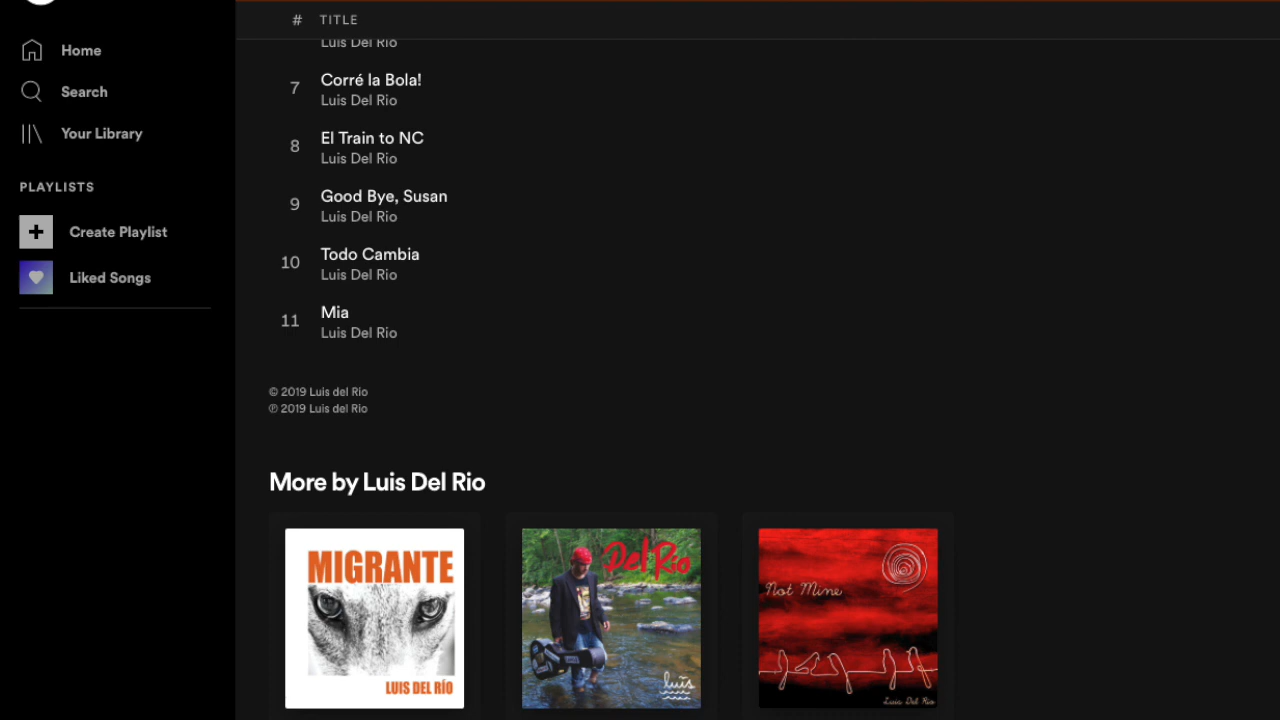 Home
Search
Your Library
PLAYLISTS
Create Playlist
Liked Songs
# TITLE
Luis Del Rio
7 Corré la Bola!
Luis Del Rio
8 El Train to NC
Luis Del Rio
9 Good Bye, Susan
Luis Del Rio
10 Todo Cambia
Luis Del Rio
11 Mia
Luis Del Rio
© 2019 Luis del Río
℗ 2019 Luis del Río
More by Luis Del Rio
MIGRANTE
LUIS DEL RÍO
Del Rio
luis
Not Mine
Luis Del Rio